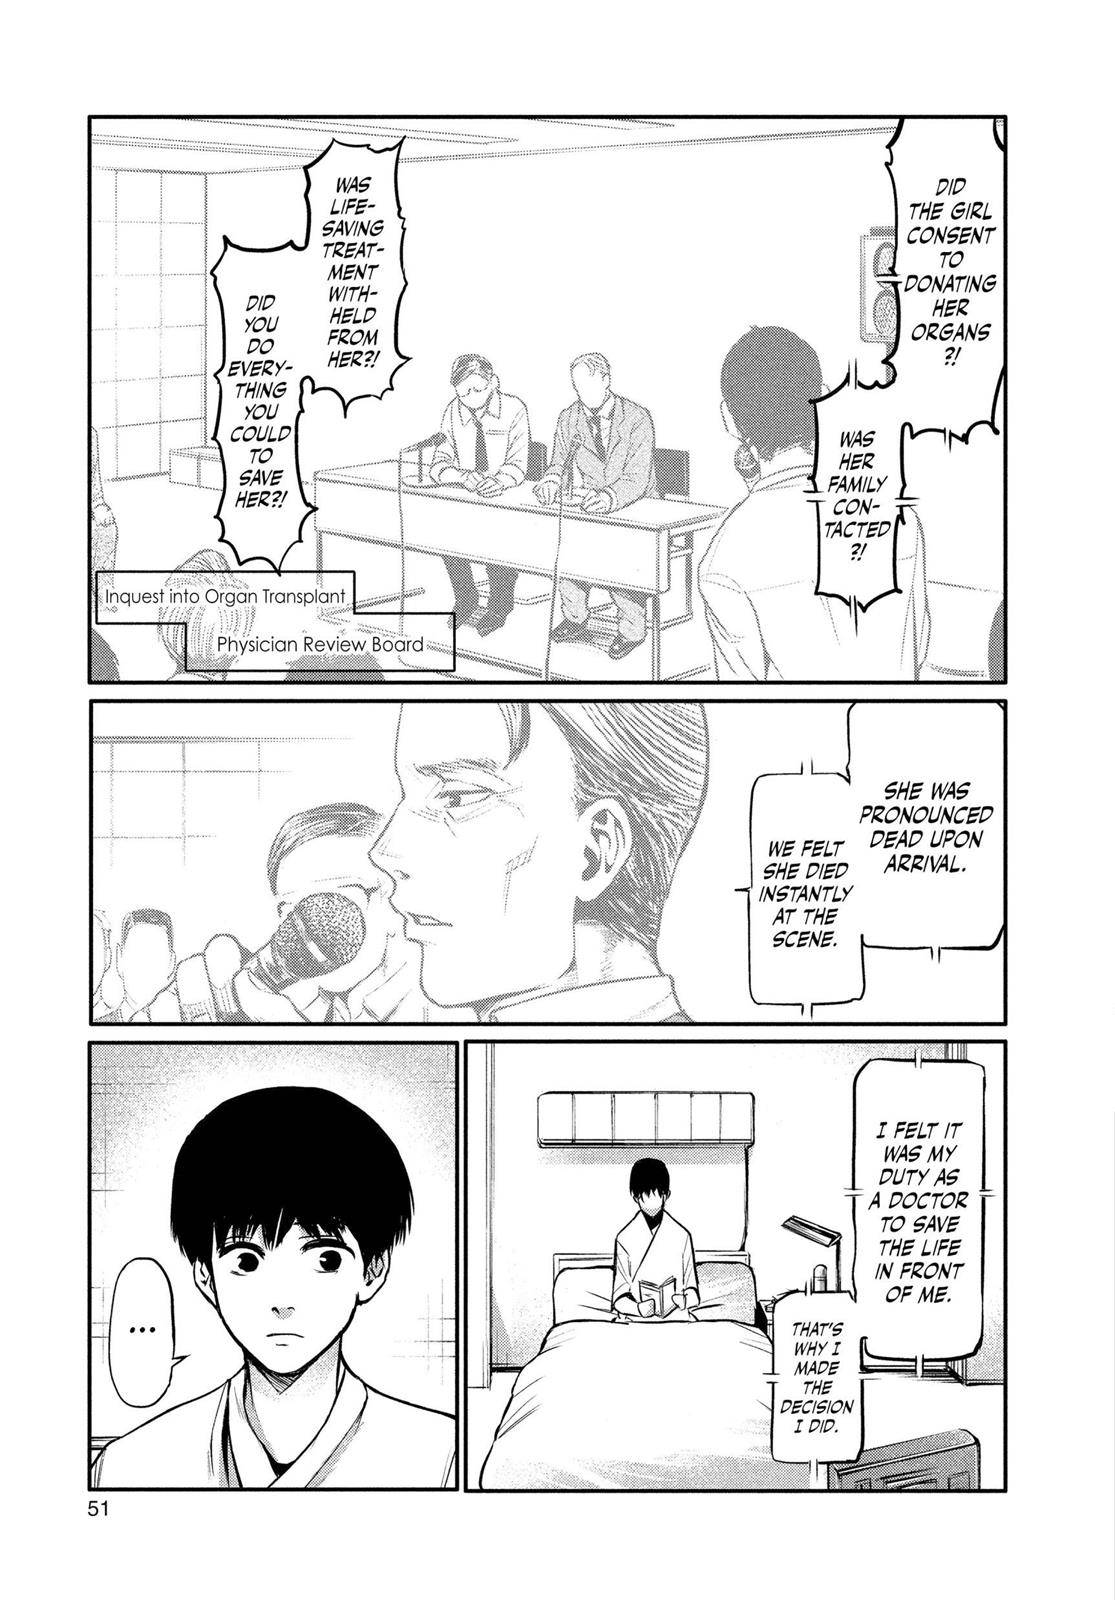 DID
THE GIRL
CONSENT
TO
DONATING
HER
ORGANS
?!
WAS
HER
FAMILY
CON-
TACTED
?!
WAS
LIFE-
SAVING
TREAT-
MENT
WITH-
HELD
FROM
HER?!
DID
YOU
DO
EVERY-
THING
YOU
COULD
TO
SAVE
HER?!
Inquest into Organ Transplant
Physician Review Board
SHE WAS
PRONOUNCED
DEAD UPON
ARRIVAL.
WE FELT
SHE DIED
INSTANTLY
AT THE
SCENE.
I FELT IT
WAS MY
DUTY AS
A DOCTOR
TO SAVE
THE LIFE
IN FRONT
OF ME.
THAT'S
WHY I
MADE
THE
DECISION
I DID.
...
51